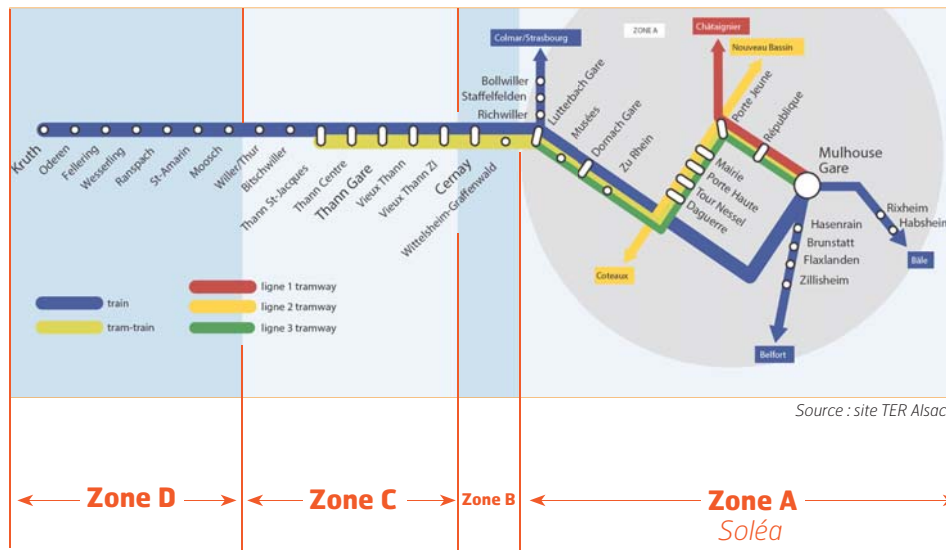 Colmar/Strasbourg
ZONE A
Châtaignier
Nouveau Bassin
Bollwiller
Staffelfelden
Richwiller
Lutterbach Gare
Musées
Dornach Gare
Zu Rhein
Porte Jeune
République
Mulhouse
Gare
Kruth
Oderen
Fellering
Wesserling
Ranspach
St-Amarin
Moosch
Willer/Thur
Bitschwiller
Thann St-Jacques
Thann Centre
Thann Gare
Vieux Thann
Vieux Thann ZI
Cernay
Wittelsheim-Graffenwald
Mairie
Porte Haute
Tour Nessel
Daguerre
Coteaux
Rixheim
Habsheim
Bâle
Hasenrain
Brunstatt
Flaxlanden
Zillisheim
Belfort
train
tram-train
ligne 1 tramway
ligne 2 tramway
ligne 3 tramway
Source : site TER Alsac
Zone D
Zone C
Zone B
Zone A
Soléa